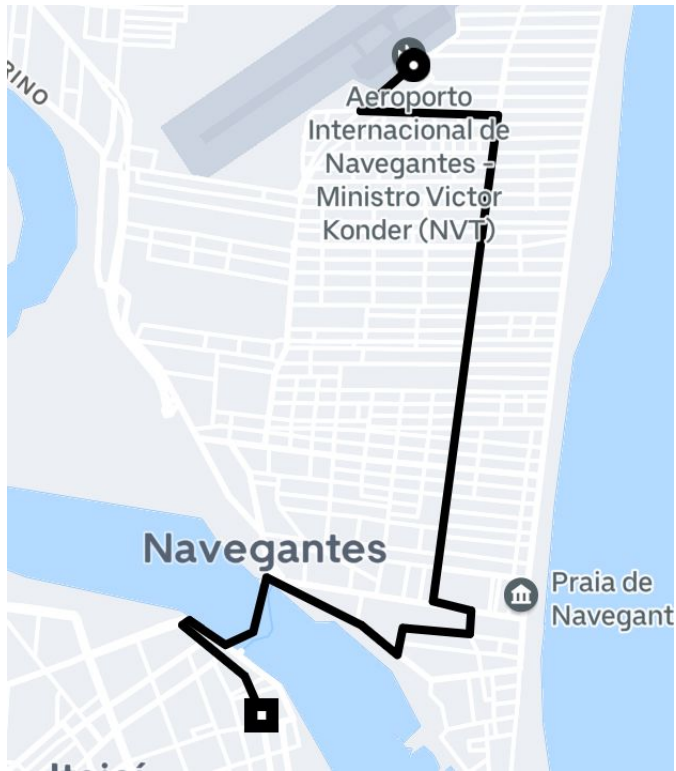 RINO
Aeroporto
Internacional de
Navegantes -
Ministro Victor
Konder (NVT)
Navegantes
Praia de
Navegant